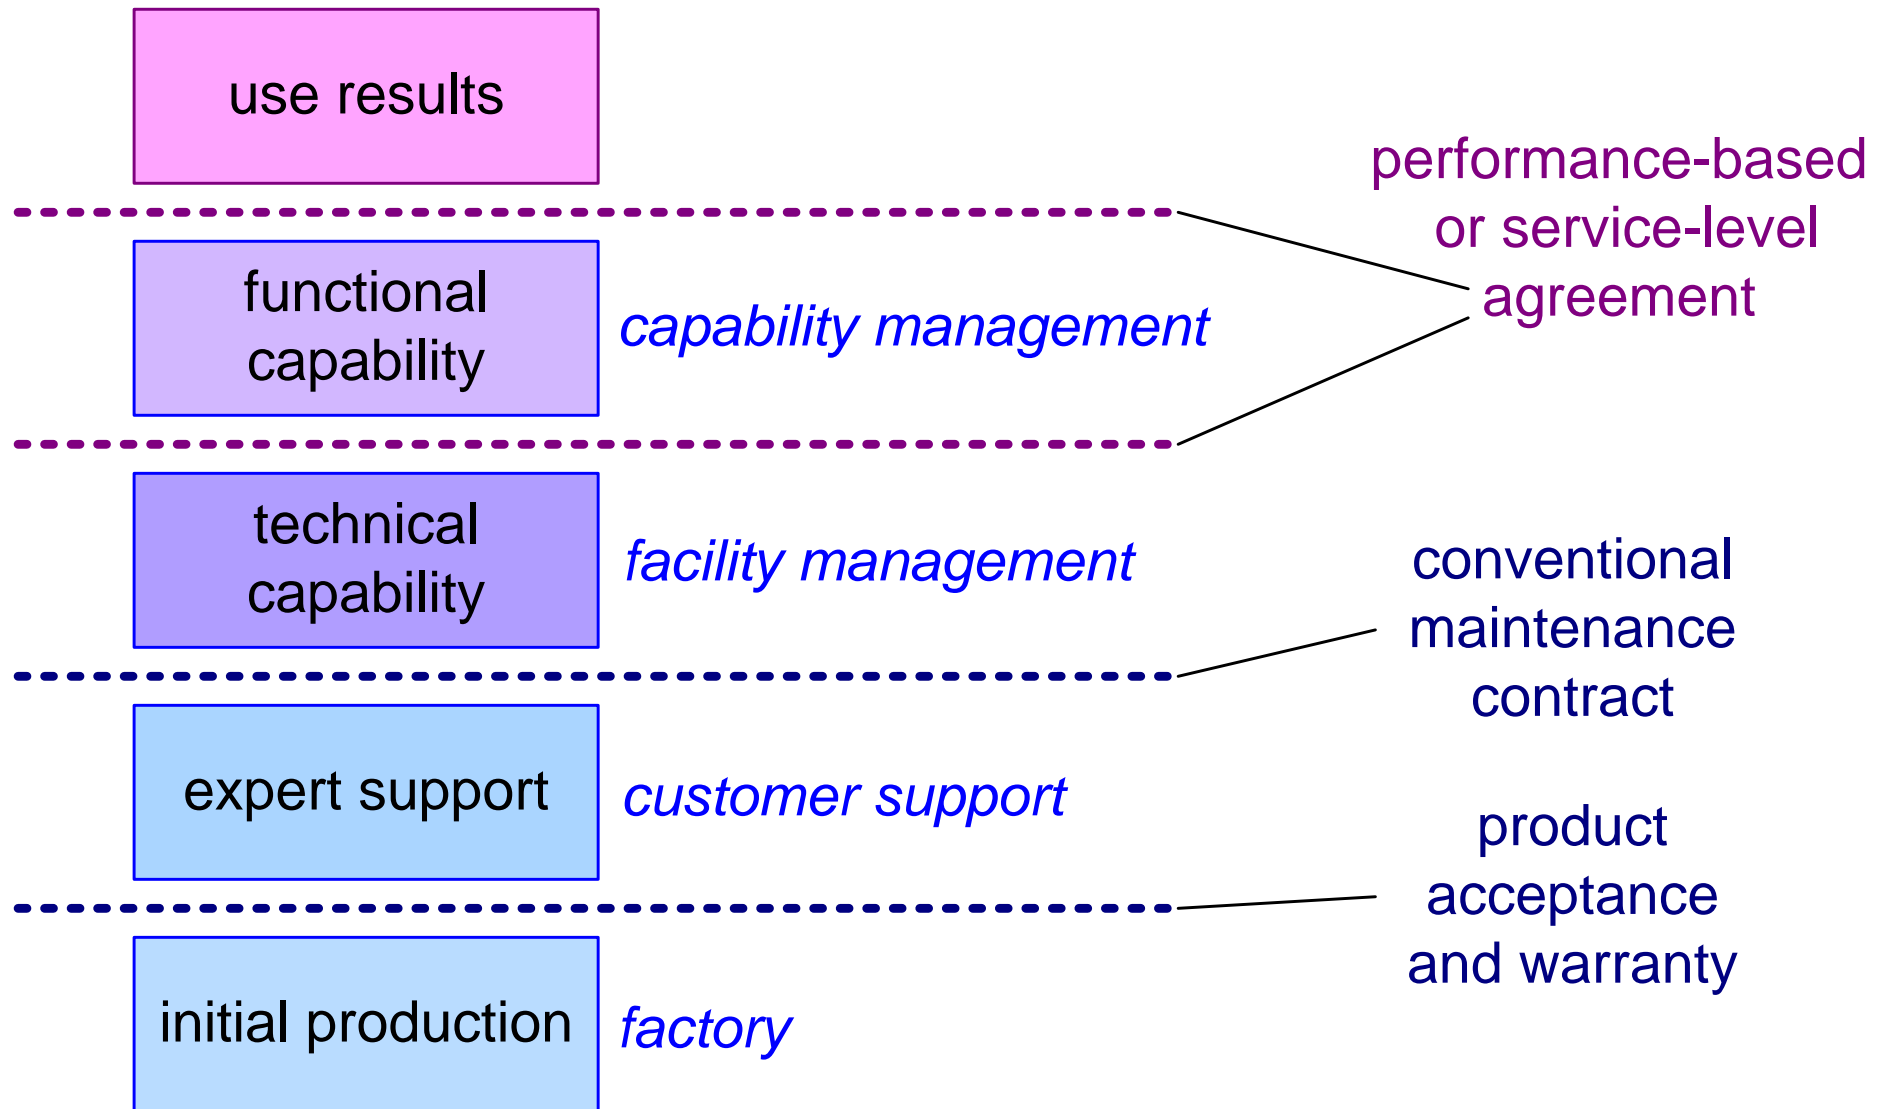 use results
performance-based
or service-level
agreement
functional
capability
capability management
technical
capability
facility management
conventional
maintenance
contract
expert support
customer support
product
acceptance
and warranty
initial production
factory